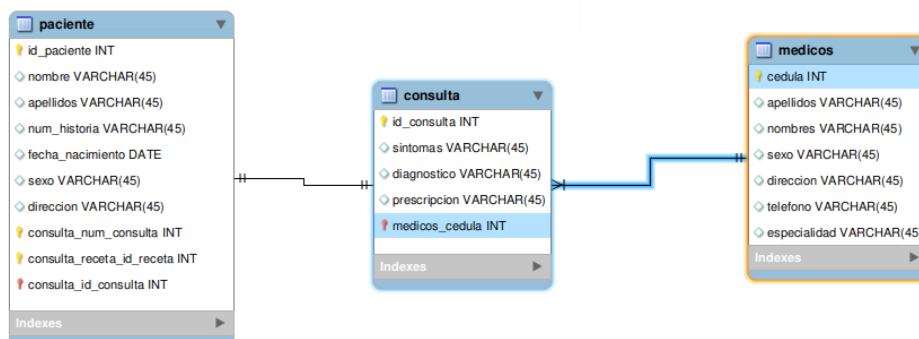 paciente
id_paciente INT
nombre VARCHAR(45)
apellidos VARCHAR(45)
num_historia VARCHAR(45)
fecha_nacimiento DATE
sexo VARCHAR(45)
direccion VARCHAR(45)
consulta_num_consulta INT
consulta_receta_id_receta INT
consulta_id_consulta INT
Indexes
consulta
id_consulta INT
sintomas VARCHAR(45)
diagnostico VARCHAR(45)
prescripcion VARCHAR(45)
medicos_cedula INT
Indexes
medicos
cedula INT
apellidos VARCHAR(45)
nombres VARCHAR(45)
sexo VARCHAR(45)
direccion VARCHAR(45)
telefono VARCHAR(45)
especialidad VARCHAR(45
Indexes